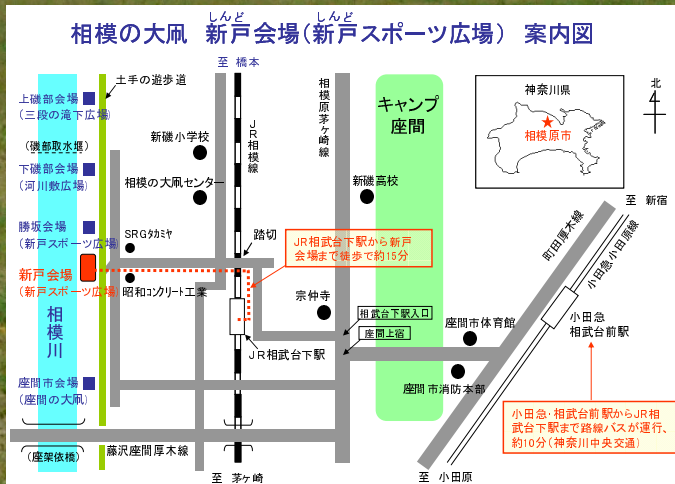 相模の大凧 新戸会場(新戸スポーツ広場) 案内図
しんど
しんど
至 橋本
土手の遊歩道
上磯部会場
(三段の滝下広場)
(磯部取水堰)
下磯部会場
(河川敷広場)
勝坂会場
(新戸スポーツ広場)
新戸会場
(新戸スポーツ広場)
相模川
座間市会場
(座間の大凧)
(座架依橋)
藤沢座間厚木線
新磯小学校
相模の大凧センター
SRGタカミヤ
昭和コンクリート工業
JR相模線
踏切
JR相武台下駅から新戸
会場まで徒歩で約15分
JR相武台下駅
至 茅ヶ崎
相模原茅ヶ崎線
新磯高校
宗仲寺
相武台下駅入口
座間上宿
キャンプ
座間
神奈川県
相模原市
北
至 新宿
町田厚木線
小田急小田原線
小田急
相武台前駅
座間市体育館
座間市消防本部
小田急・相武台前駅からJR相
武台下駅まで路線バスが運行、
約10分(神奈川中央交通)
至 小田原